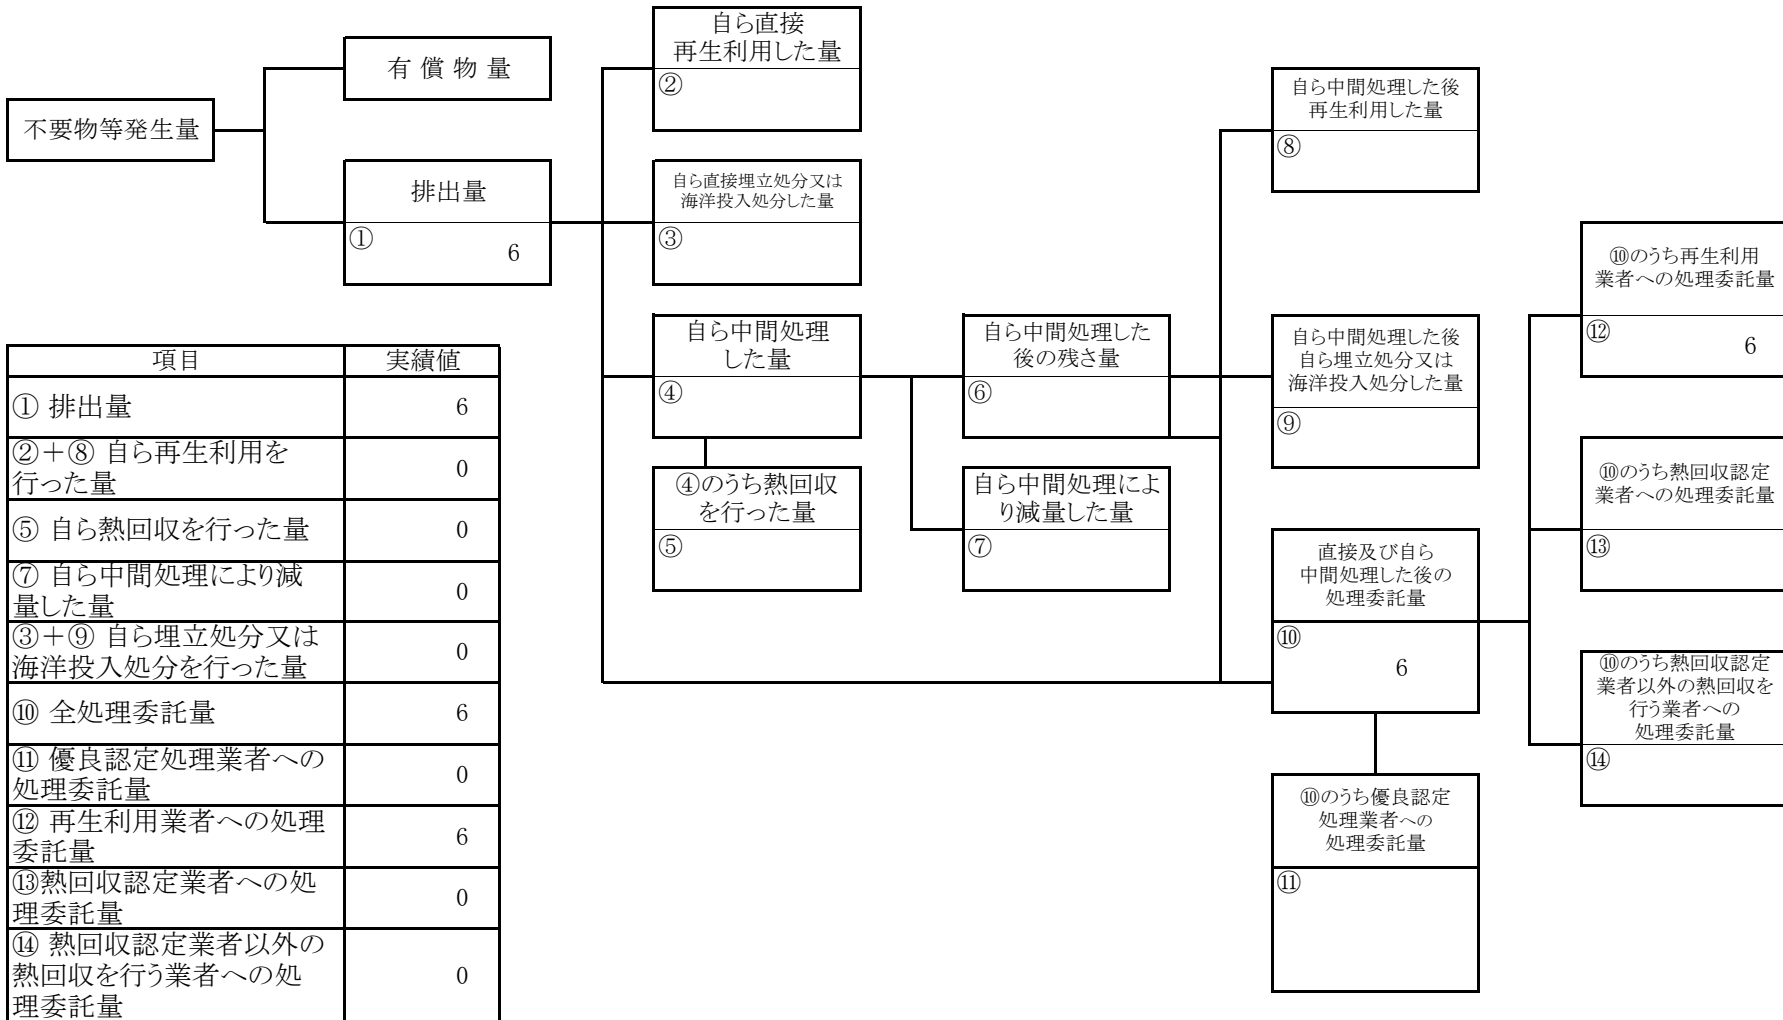 不要物等発生量
有 償 物 量
排出量
①
6
自ら直接
再生利用した量
②
自ら直接埋立処分又は
海洋投入処分した量
③
自ら中間処理
した量
④
④のうち熱回収
を行った量
⑤
自ら中間処理した
後の残さ量
⑥
自ら中間処理によ
り減量した量
⑦
自ら中間処理した後
再生利用した量
⑧
自ら中間処理した後
自ら埋立処分又は
海洋投入処分した量
⑨
直接及び自ら
中間処理した後の
処理委託量
⑩
6
⑩のうち優良認定
処理業者への
処理委託量
⑪
⑩のうち再生利用
業者への処理委託量
⑫
6
⑩のうち熱回収認定
業者への処理委託量
⑬
⑩のうち熱回収認定
業者以外の熱回収を
行う業者への
処理委託量
⑭
項目 実績値
① 排出量 6
②+⑧ 自ら再生利用を
行った量 0
⑤ 自ら熱回収を行った量 0
⑦ 自ら中間処理により減
量した量 0
③+⑨ 自ら埋立処分又は
海洋投入処分を行った量 0
⑩ 全処理委託量 6
⑪ 優良認定処理業者への
処理委託量 0
⑫ 再生利用業者への処理
委託量 6
⑬熱回収認定業者への処
理委託量 0
⑭ 熱回収認定業者以外の
熱回収を行う業者への処
理委託量 0